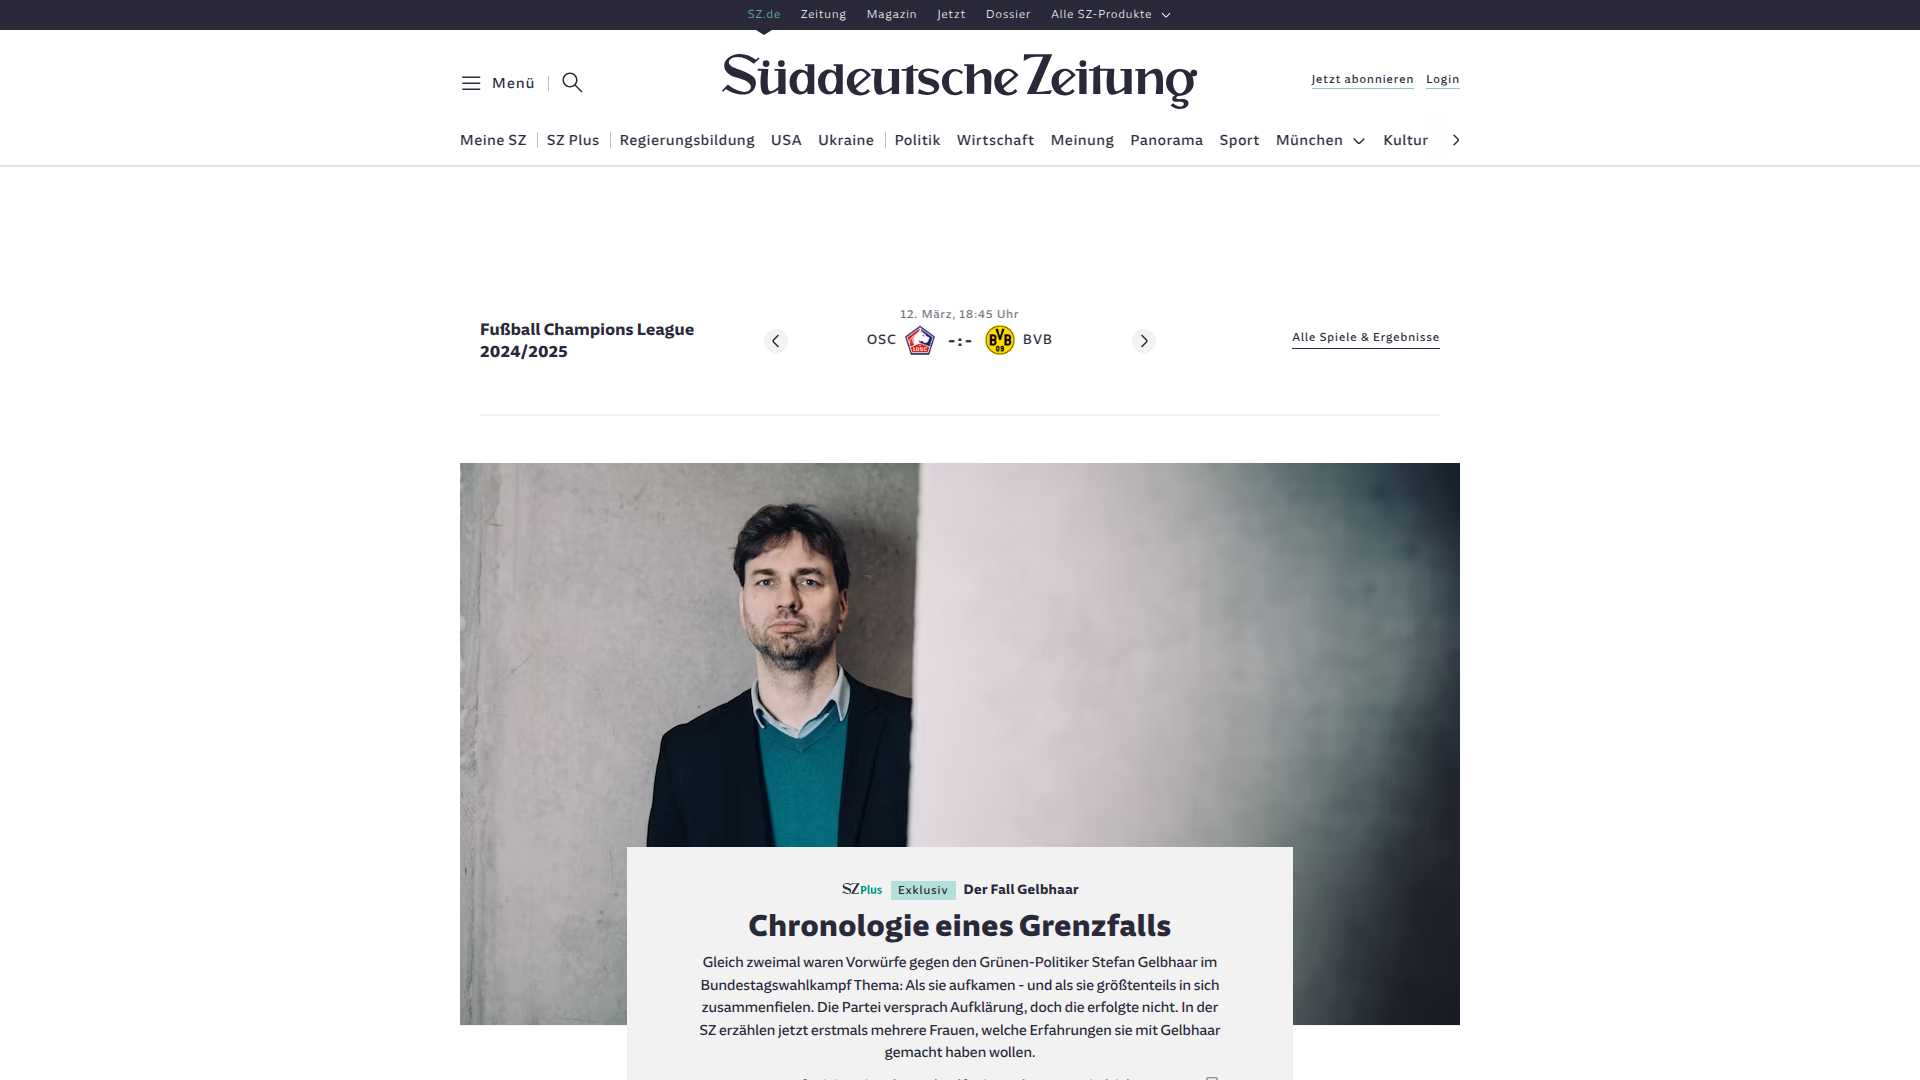 SZ.de Zeitung Magazin Jetzt Dossier Alle SZ-Produkte
Menü
Süddeutsche Zeitung
Jetzt abonnieren Login
Meine SZ SZ Plus Regierungsbildung USA Ukraine Politik Wirtschaft Meinung Panorama Sport München Kultur
Fußball Champions League
2024/2025
12. März, 18:45 Uhr
OSC LOSC -:- BVB 09 BVB
Alle Spiele & Ergebnisse
SZ Plus Exklusiv Der Fall Gelbhaar
Chronologie eines Grenzfalls
Gleich zweimal waren Vorwürfe gegen den Grünen-Politiker Stefan Gelbhaar im
Bundestagswahlkampf Thema: Als sie aufkamen - und als sie größtenteils in sich
zusammenfielen. Die Partei versprach Aufklärung, doch die erfolgte nicht. In der
SZ erzählen jetzt erstmals mehrere Frauen, welche Erfahrungen sie mit Gelbhaar
gemacht haben wollen.